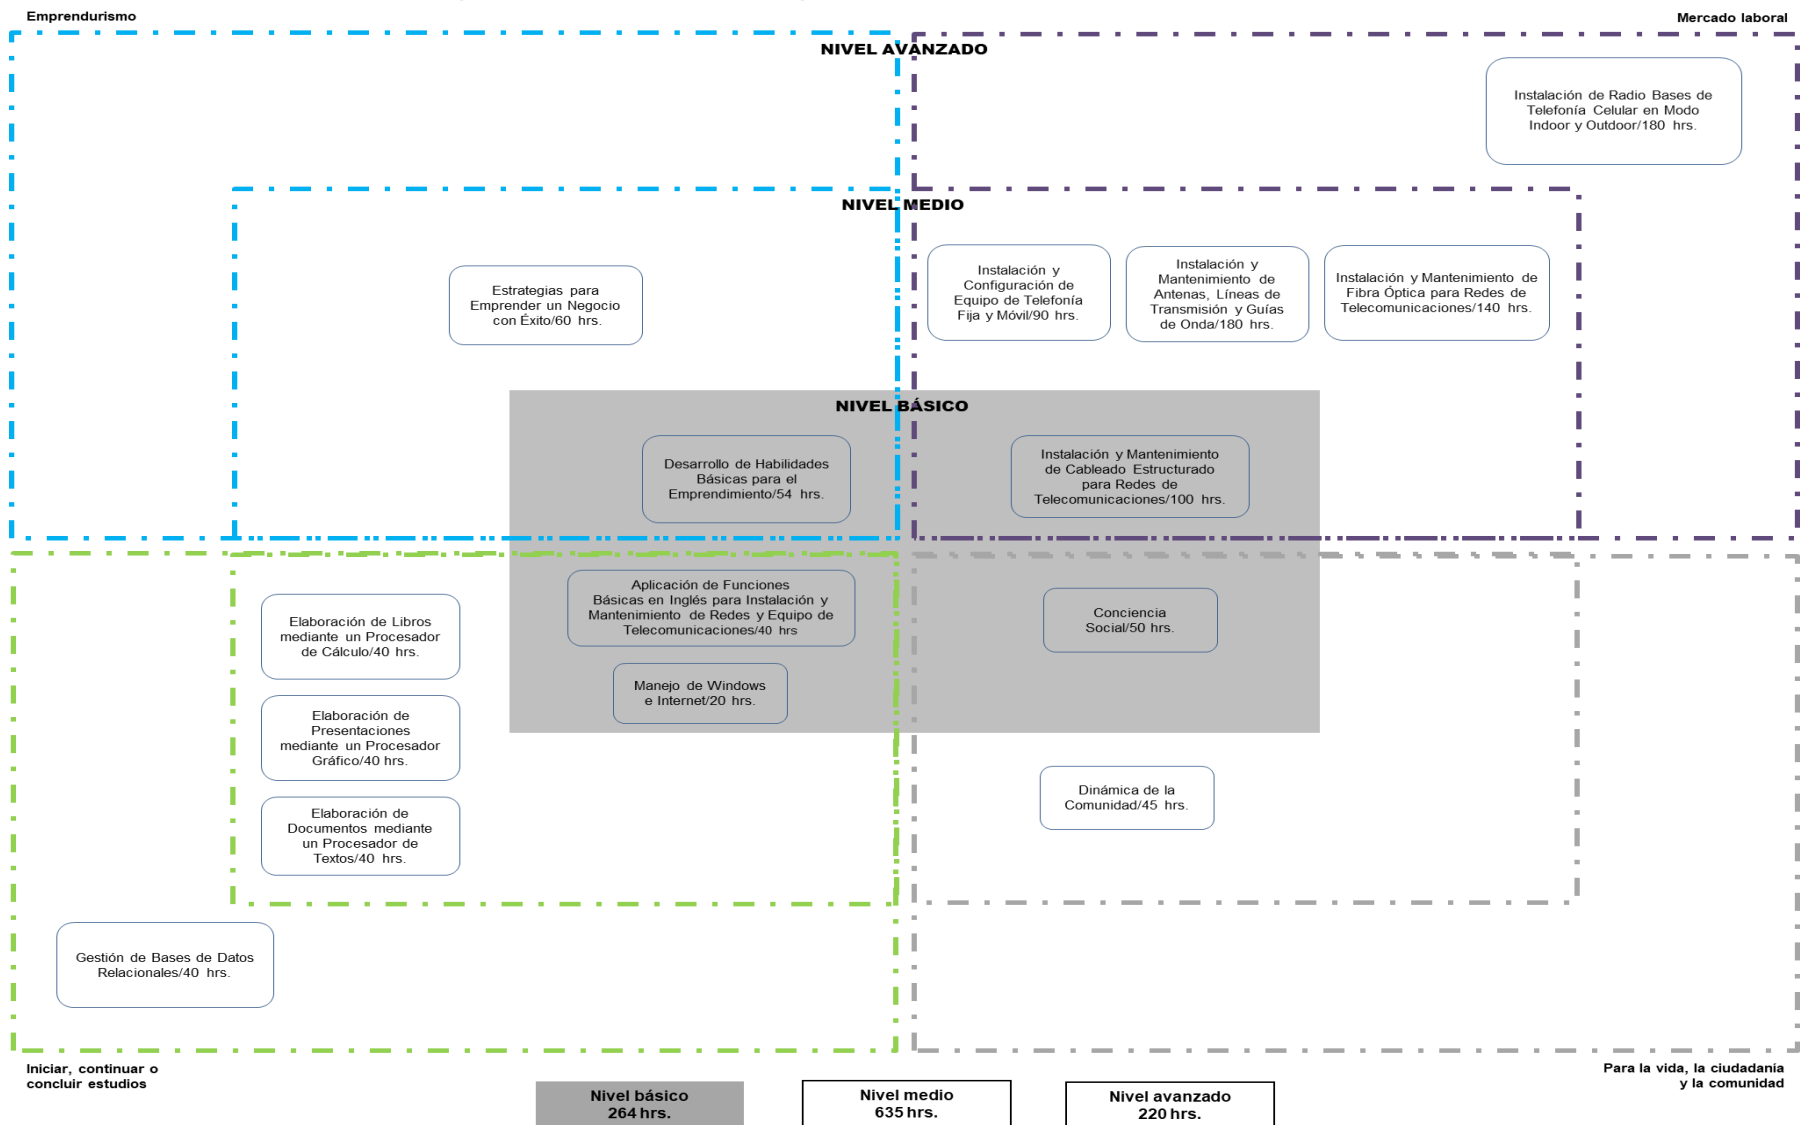 Emprendurismo
Mercado laboral
NIVEL AVANZADO
Instalación de Radio Bases de
Telefonía Celular en Modo
Indoor y Outdoor/180 hrs.
NIVEL MEDIO
Estrategias para
Emprender un Negocio
con Éxito/60 hrs.
Instalación y
Configuración de
Equipo de Telefonía
Fija y Móvil/90 hrs.
Instalación y
Mantenimiento de
Antenas, Líneas de
Transmisión y Guías
de Onda/180 hrs.
Instalación y Mantenimiento de
Fibra Óptica para Redes de
Telecomunicaciones/140 hrs.
NIVEL BÁSICO
Desarrollo de Habilidades
Básicas para el
Emprendimiento/54 hrs.
Instalación y Mantenimiento
de Cableado Estructurado
para Redes de
Telecomunicaciones/100 hrs.
Elaboración de Libros
mediante un Procesador
de Cálculo/40 hrs.
Aplicación de Funciones
Básicas en Inglés para Instalación y
Mantenimiento de Redes y Equipo de
Telecomunicaciones/40 hrs
Conciencia
Social/50 hrs.
Manejo de Windows
e Internet/20 hrs.
Elaboración de
Presentaciones
mediante un Procesador
Gráfico/40 hrs.
Dinámica de la
Comunidad/45 hrs.
Elaboración de
Documentos mediante
un Procesador de
Textos/40 hrs.
Gestión de Bases de Datos
Relacionales/40 hrs.
Iniciar, continuar o
concluir estudios
Para la vida, la ciudadanía
y la comunidad
Nivel básico
264 hrs.
Nivel medio
635 hrs.
Nivel avanzado
220 hrs.